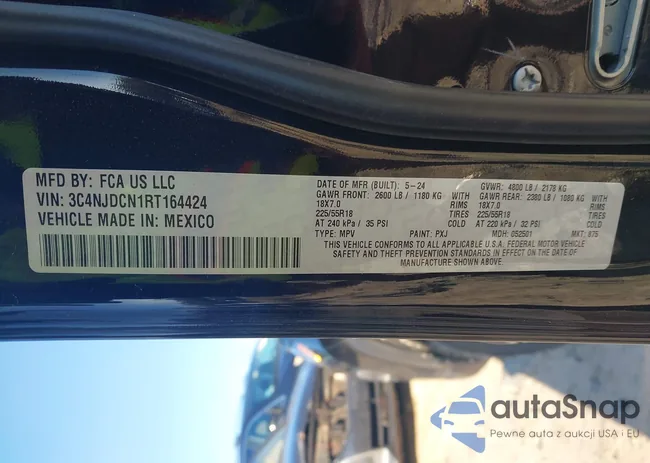 MFD BY: FCA US LLC
VIN: 3C4NJDCN1RT164424
VEHICLE MADE IN: MEXICO
DATE OF MFR (BUILT): 5-24 GVWR: 4800 LB / 2178 KG
GAWR FRONT: 2600 LB / 1180 KG GAWR REAR: 2380 LB / 1080 KG
18X7.0 RIMS 18X7.0 RIMS
225/55R18 TIRES 225/55R18 TIRES
AT 240 kPa / 35 PSI COLD AT 220 kPa / 32 PSI COLD
TYPE: MPV PAINT: PXJ MDH: 052501 MKT: 875
THIS VEHICLE CONFORMS TO ALL APPLICABLE U.S.A. FEDERAL MOTOR VEHICLE
SAFETY AND THEFT PREVENTION STANDARDS IN EFFECT ON THE DATE OF
MANUFACTURE SHOWN ABOVE.
autaSnap
Pewne auta z aukcji USA i EU